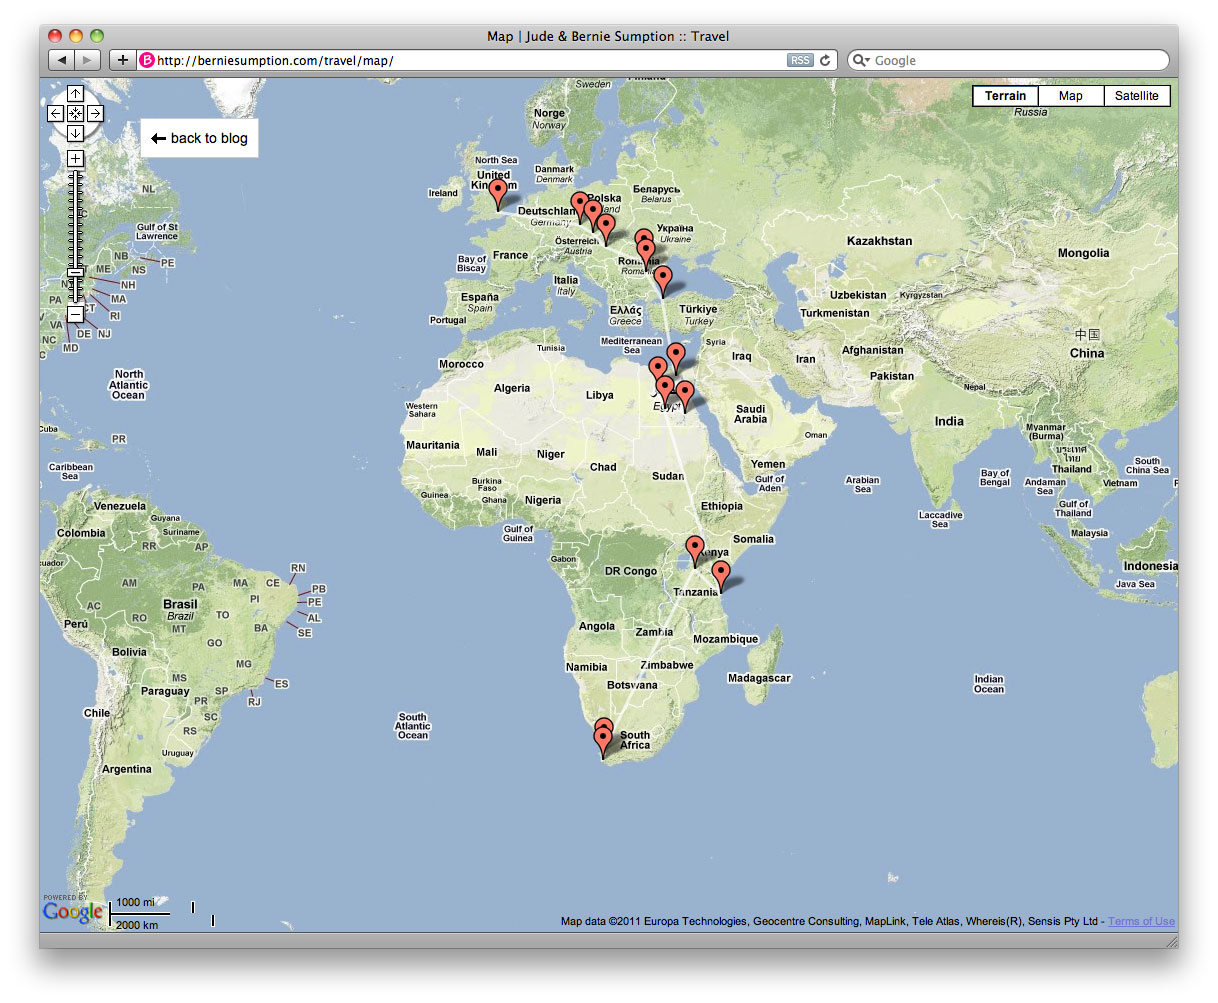 Map | Jude & Bernie Sumption :: Travel
http://berniesumption.com/travel/map/
RSS
Google
Terrain
Map
Satellite
back to blog
Sweden
Norge
Norway
Russia
North Sea
United
Kingdom
Ireland
Danmark
Denmark
Беларусь
Belarus
Polska
Deutschland
Germany
Україна
Ukraine
Österreich
Austria
France
Bay of
Biscay
Romania
Italia
Italy
España
Spain
Portugal
Ελλάς
Greece
Türkiye
Turkey
Kazakhstan
Mongolia
Uzbekistan
Kyrgyzstan
Turkmenistan
中国
China
Mediterranean
Sea
Syria
Iraq
Iran
Afghanistan
Pakistan
Nepal
Tunisia
Morocco
Algeria
Libya
Egypt
Western
Sahara
Saudi
Arabia
Oman
India
Myanmar
(Burma)
ประเทศ
ไทย
Thailand
Vietnam
South
China Sea
Mauritania
Mali
Niger
Chad
Sudan
Yemen
Gulf of
Aden
Arabian
Sea
Bay of
Bengal
Andaman
Sea
Gulf of
Thailand
Laccadive
Sea
Malaysia
Indonesia
Java Sea
Burkina
Faso
Guinea
Ghana
Nigeria
Ethiopia
Somalia
Gulf of
Guinea
Gabon
DR Congo
Kenya
Tanzania
Angola
Zambia
Mozambique
Namibia
Zimbabwe
Botswana
Madagascar
South
Africa
Indian
Ocean
South
Atlantic
Ocean
North
Atlantic
Ocean
NL
Gulf of St
Lawrence
NB
PE
ME
NS
NH
PA
MA
CT
RI
VA
DE
NJ
NC
MD
Cuba
PR
Caribbean
Sea
Venezuela
Guyana
Suriname
Colombia
RR
AP
RN
AM
PA
MA
CE
PB
PI
PE
AC
Brasil
Brazil
RO
TO
AL
Perú
MT
BA
SE
GO
Bolivia
MG
MS
ES
Paraguay
SP
PR
RJ
Chile
SC
RS
Uruguay
Argentina
POWERED BY
Google
1000 mi
2000 km
Map data ©2011 Europa Technologies, Geocentre Consulting, MapLink, Tele Atlas, Whereis(R), Sensis Pty Ltd - Terms of Use